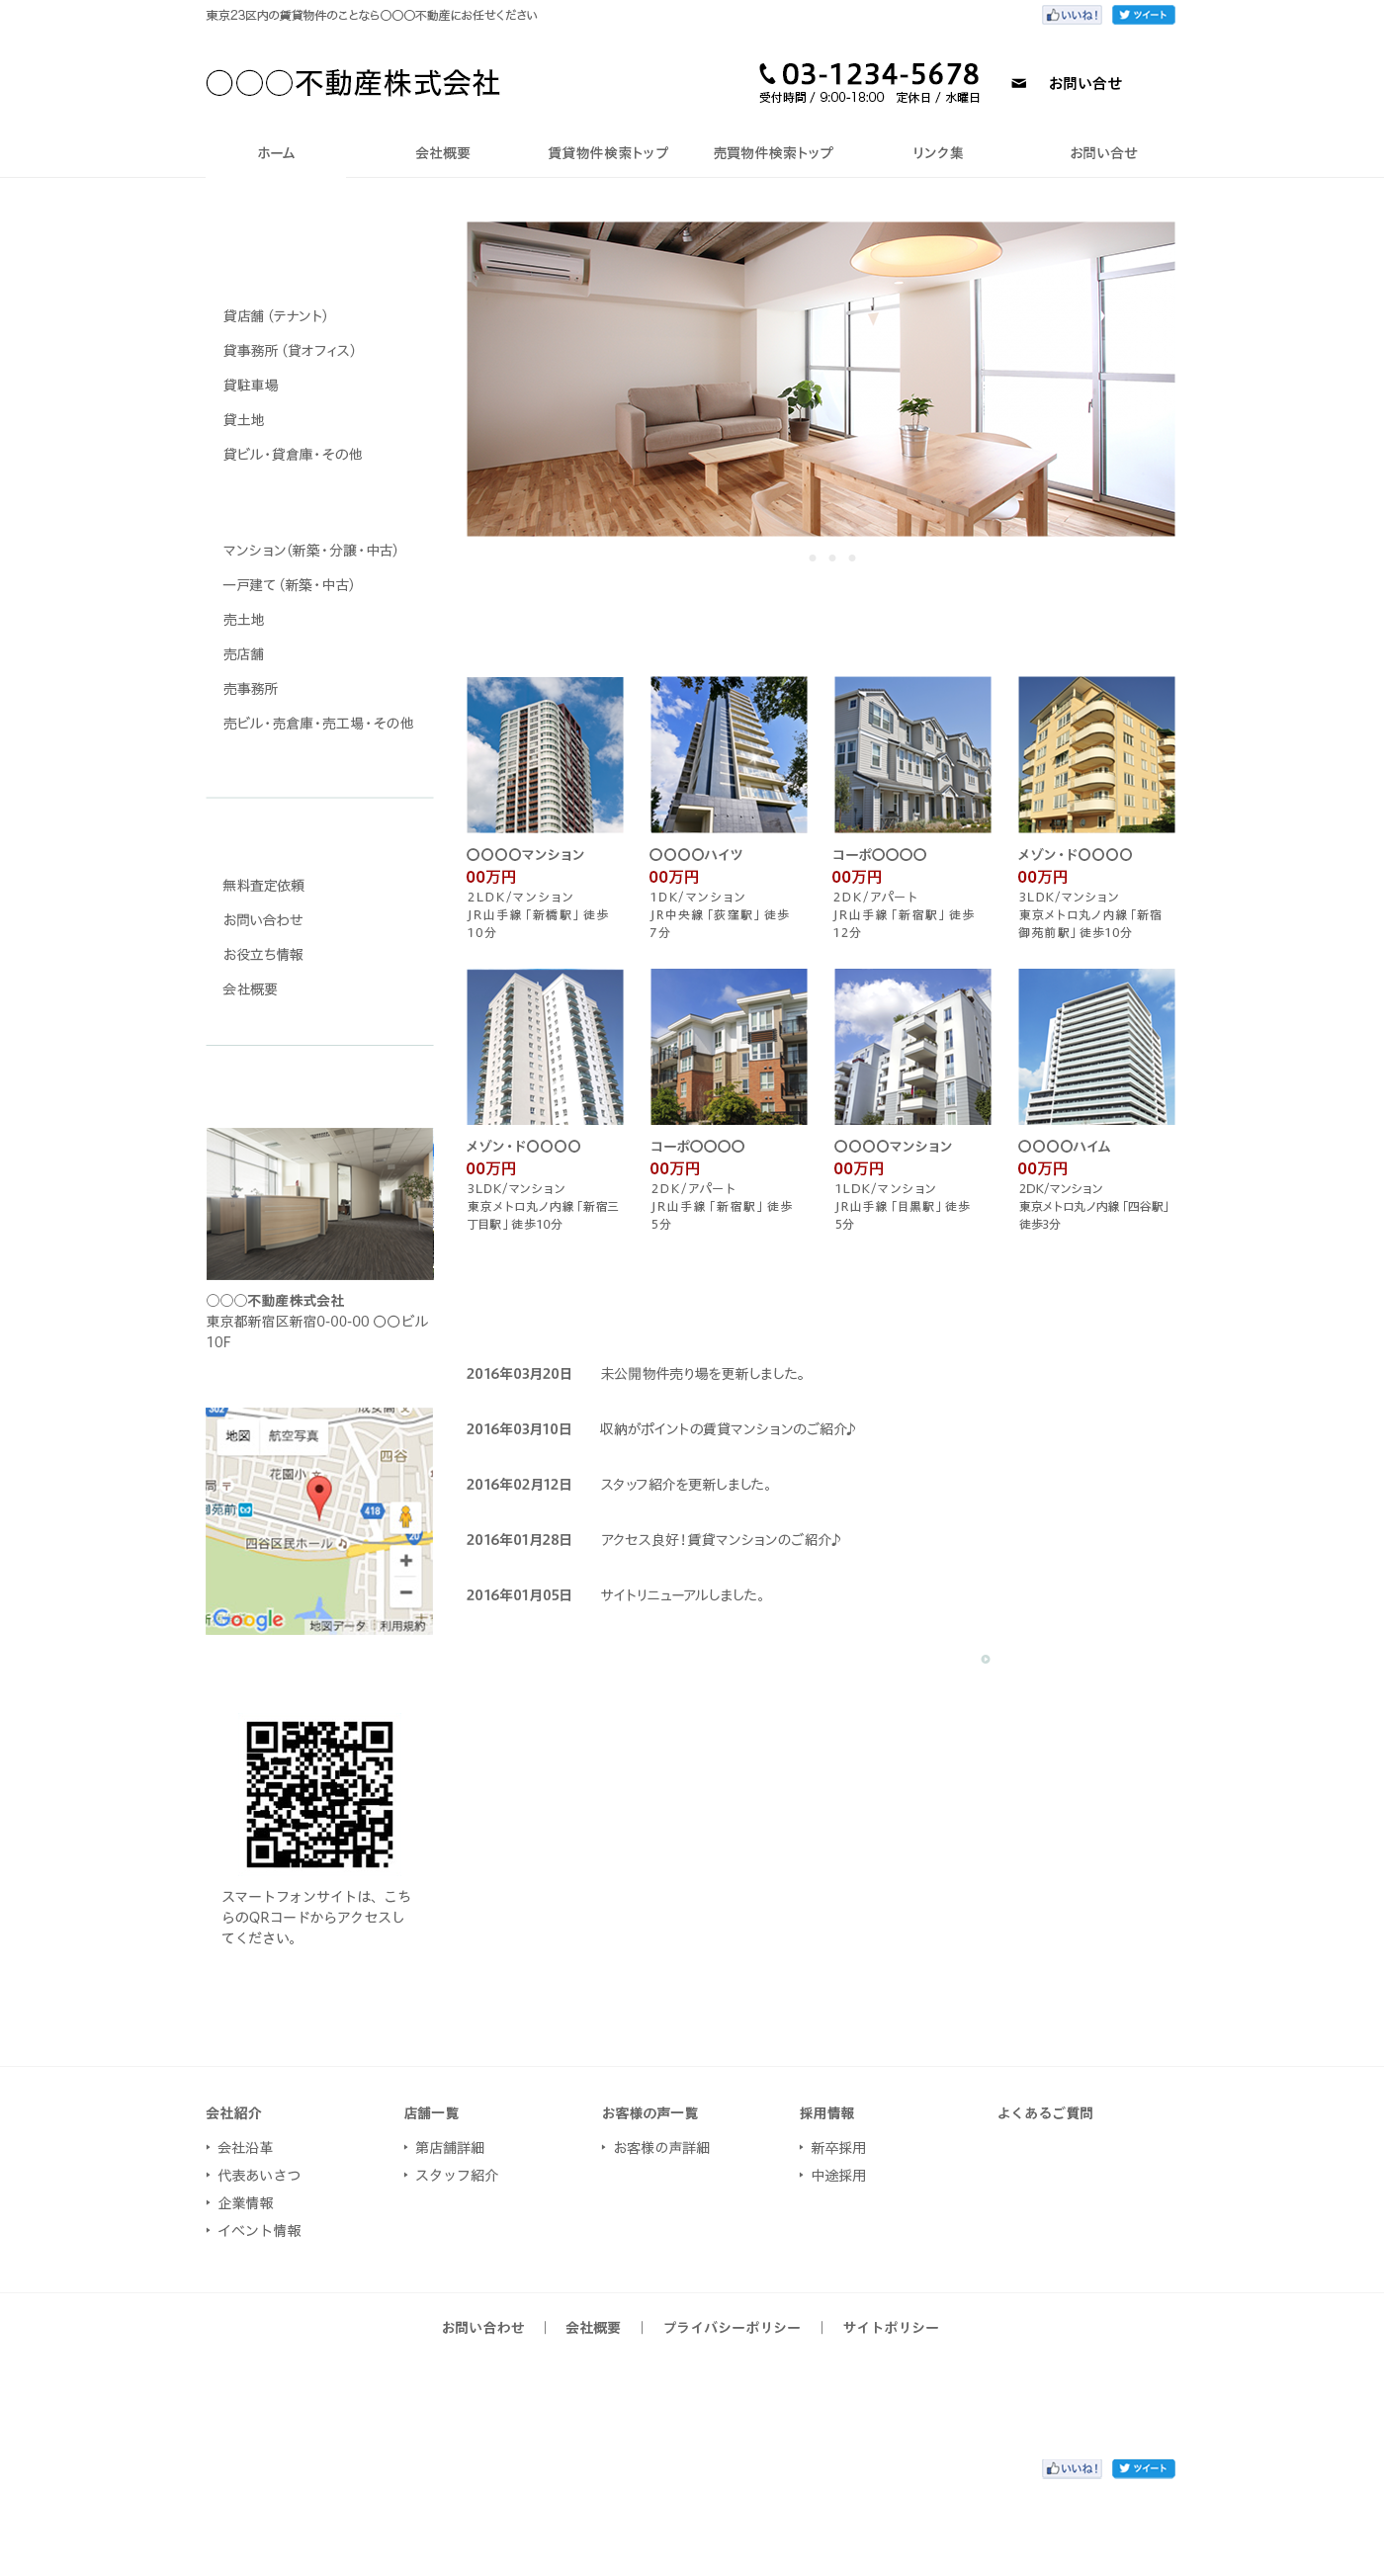 東京23区内の賃貸物件のことなら〇〇〇不動産にお任せください
いいね!
ツイート
〇〇〇不動産株式会社
03-1234-5678
受付時間 / 9:00-18:00　定休日 / 水曜日
お問い合せ
ホーム
会社概要
賃貸物件検索トップ
売買物件検索トップ
リンク集
お問い合せ
貸店舗 (テナント)
貸事務所 (貸オフィス)
貸駐車場
貸土地
貸ビル・貸倉庫・その他
マンション(新築・分譲・中古)
一戸建て (新築・中古)
売土地
売店舗
売事務所
売ビル・売倉庫・売工場・その他
無料査定依頼
お問い合わせ
お役立ち情報
会社概要
〇〇〇不動産株式会社
東京都新宿区新宿0-00-00 〇〇ビル
10F
地図
航空写真
四谷
花園小
418
20
四谷区民ホール
Google
地図データ
利用規約
スマートフォンサイトは、こち
らのQRコードからアクセスし
てください。
〇〇〇〇マンション
00万円
2LDK/マンション
JR山手線「新橋駅」徒歩
10分
〇〇〇〇ハイツ
00万円
1DK/マンション
JR中央線「荻窪駅」徒歩
7分
コーポ〇〇〇〇
00万円
2DK/アパート
JR山手線「新宿駅」徒歩
12分
メゾン・ド〇〇〇〇
00万円
3LDK/マンション
東京メトロ丸ノ内線「新宿
御苑前駅」徒歩10分
メゾン・ド〇〇〇〇
00万円
3LDK/マンション
東京メトロ丸ノ内線「新宿三
丁目駅」徒歩10分
コーポ〇〇〇〇
00万円
2DK/アパート
JR山手線「新宿駅」徒歩
5分
〇〇〇〇マンション
00万円
1LDK/マンション
JR山手線「目黒駅」徒歩
5分
〇〇〇〇ハイム
00万円
2DK/マンション
東京メトロ丸ノ内線「四谷駅」
徒歩3分
2016年03月20日　未公開物件売り場を更新しました。
2016年03月10日　収納がポイントの賃貸マンションのご紹介♪
2016年02月12日　スタッフ紹介を更新しました。
2016年01月28日　アクセス良好！賃貸マンションのご紹介♪
2016年01月05日　サイトリニューアルしました。
会社紹介
会社沿革
代表あいさつ
企業情報
イベント情報
店舗一覧
第店舗詳細
スタッフ紹介
お客様の声一覧
お客様の声詳細
採用情報
新卒採用
中途採用
よくあるご質問
お問い合わせ　|　会社概要　|　プライバシーポリシー　|　サイトポリシー
いいね!
ツイート